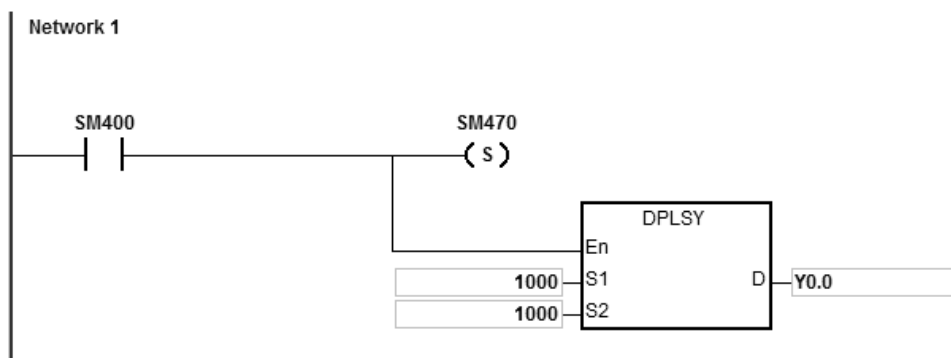 Network 1
SM400
SM470
( S )
DPLSY
En
1000 S1 D Y0.0
1000 S2